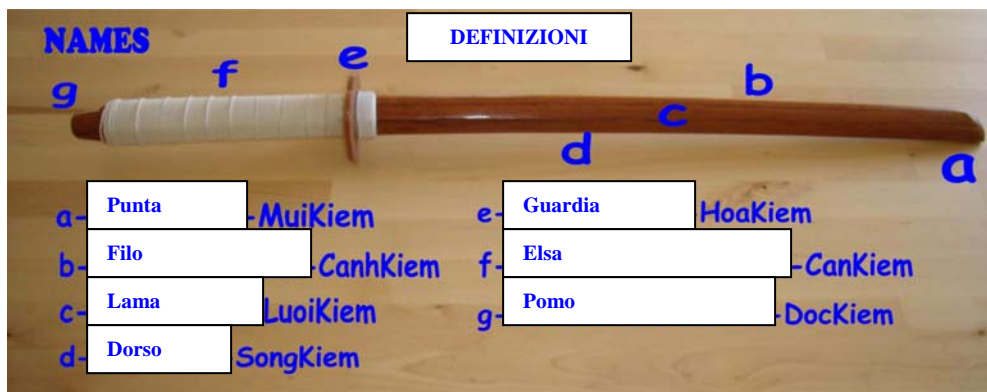 NAMES
DEFINIZIONI
g
f
e
b
c
d
a
a- Punta -MuiKiem
b- Filo -CanhKiem
c- Lama LuoiKiem
d- Dorso SongKiem
e- Guardia -HoaKiem
f- Elsa -CanKiem
g- Pomo -DocKiem